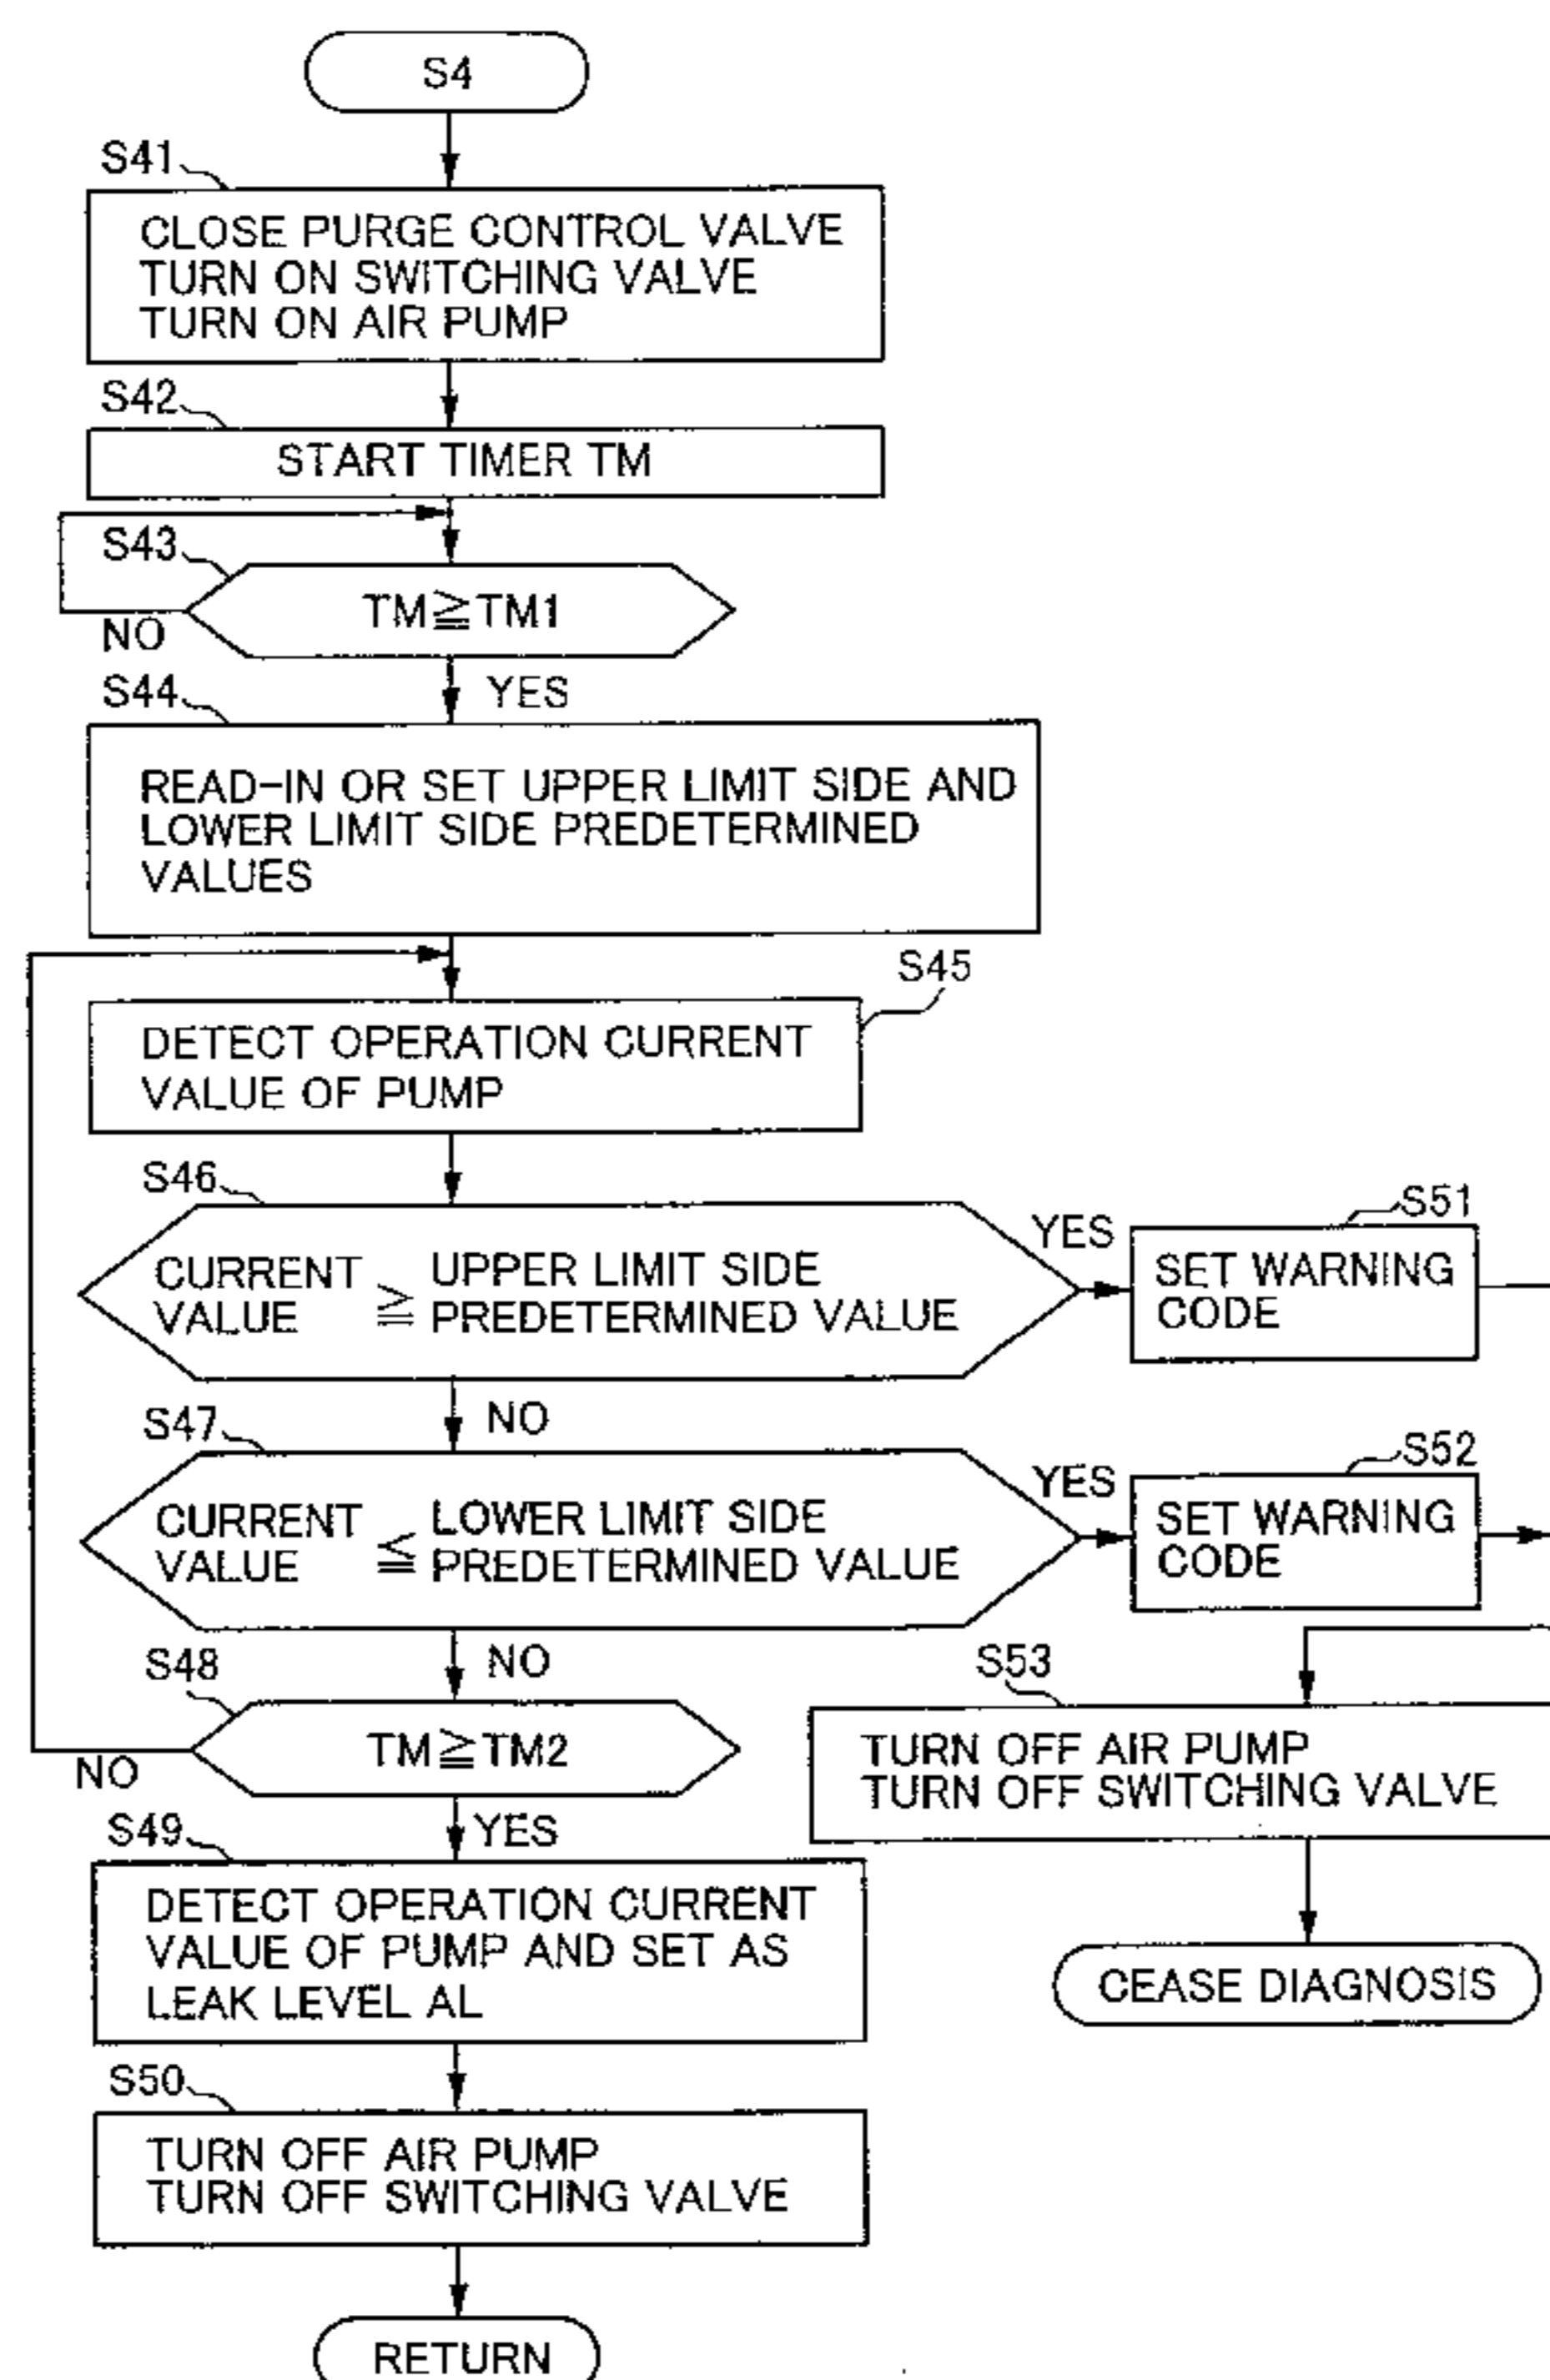 S4
S41
CLOSE PURGE CONTROL VALVE
TURN ON SWITCHING VALVE
TURN ON AIR PUMP
S42
START TIMER TM
S43
TM≧TM1
NO
YES
S44
READ-IN OR SET UPPER LIMIT SIDE AND
LOWER LIMIT SIDE PREDETERMINED
VALUES
S45
DETECT OPERATION CURRENT
VALUE OF PUMP
S46
CURRENT
VALUE
≧
UPPER LIMIT SIDE
PREDETERMINED VALUE
YES
S51
SET WARNING
CODE
NO
S47
CURRENT
VALUE
≦
LOWER LIMIT SIDE
PREDETERMINED VALUE
YES
S52
SET WARNING
CODE
NO
S48
TM≧TM2
NO
YES
S53
TURN OFF AIR PUMP
TURN OFF SWITCHING VALVE
CEASE DIAGNOSIS
S49
DETECT OPERATION CURRENT
VALUE OF PUMP AND SET AS
LEAK LEVEL AL
S50
TURN OFF AIR PUMP
TURN OFF SWITCHING VALVE
RETURN